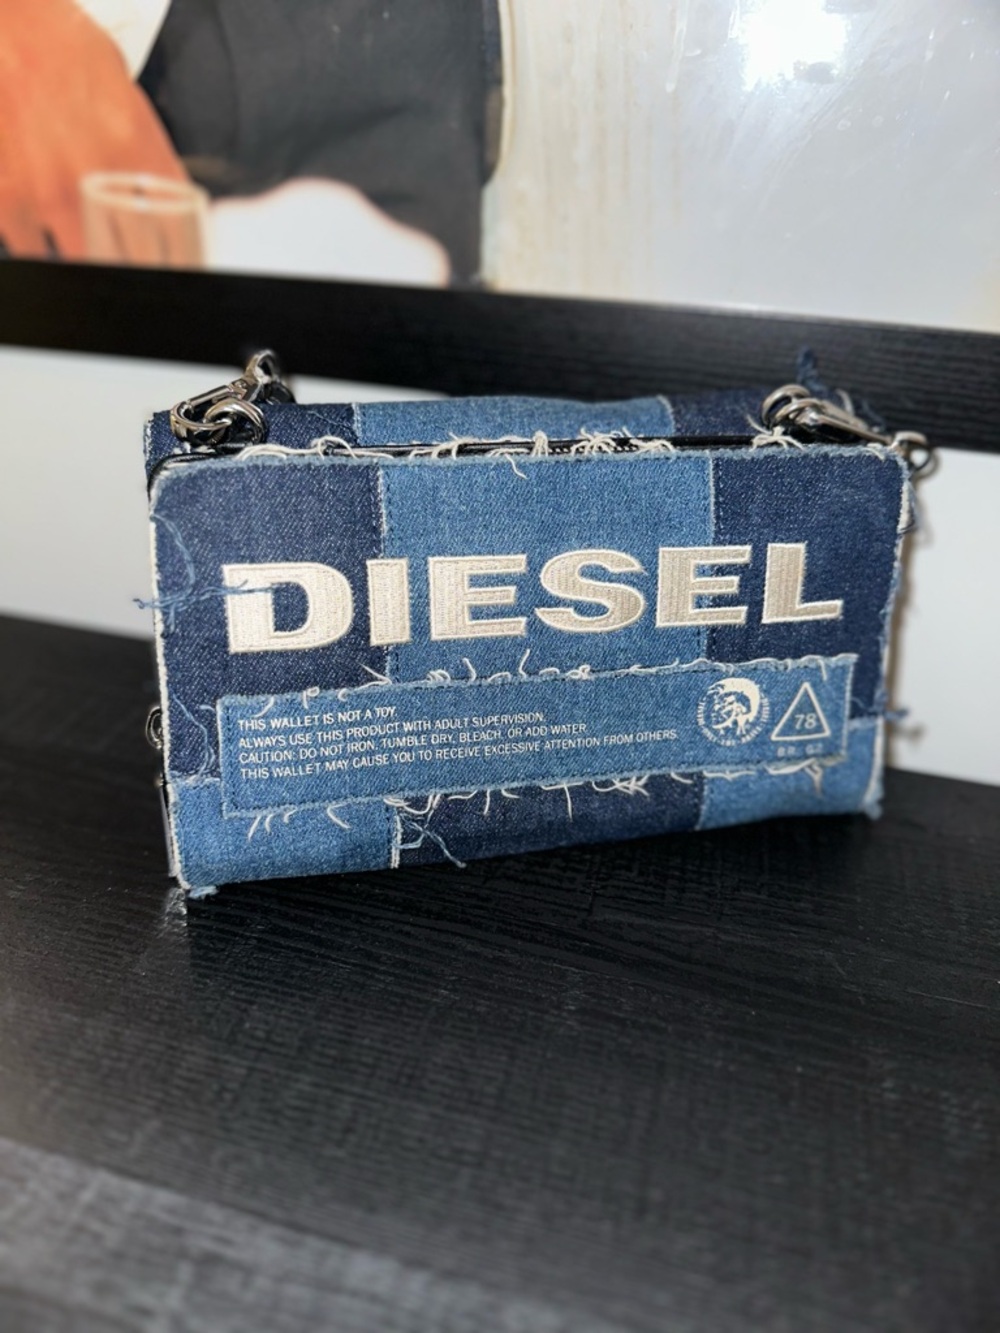 DIESEL
THIS WALLET IS NOT A TOY.
ALWAYS USE THIS PRODUCT WITH ADULT SUPERVISION.
CAUTION: DO NOT IRON, TUMBLE DRY, BLEACH, OR ADD WATER
THIS WALLET MAY CAUSE YOU TO RECEIVE EXCESSIVE ATTENTION FROM OTHERS.
78